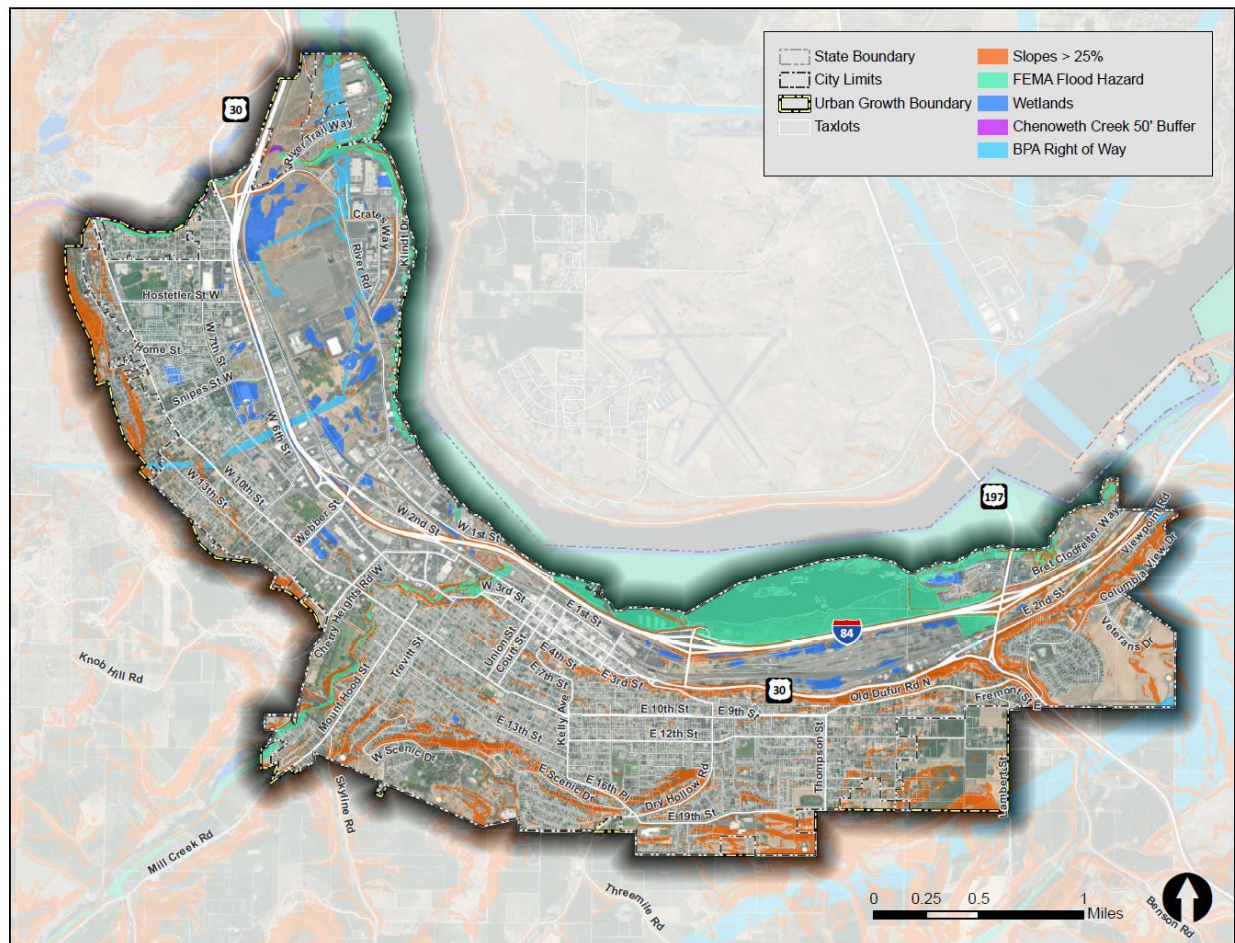 State Boundary
City Limits
Urban Growth Boundary
Taxlots
Slopes > 25%
FEMA Flood Hazard
Wetlands
Chenoweth Creek 50' Buffer
BPA Right of Way
30
River Trail Way
Crates Way
River Rd
Klindt Dr
Hostetler St W
W 7th St
Snipes St W
W 6th St
W 10th St
W 13th St
Webber St
W 2nd St
W 1st St
197
Bret Clodfelter Way
Viewpoint Rd
E 2nd St
Columbia View Dr
Veterans Dr
84
W 3rd St
E 1st St
Cherry Heights Rd W
Trevitt St
Union St
Court St
E 4th St
E 3rd St
E 7th St
30
Old Dufur Rd N
Fremont St E
Knob Hill Rd
Mount Hood St
Kelly Ave
E 10th St
E 9th St
E 12th St
E 13th St
Thompson St
W Scenic Dr
E Scenic Dr
E 16th Pl
Dry Hollow Rd
E 19th St
Lambert St
Skyline Rd
Mill Creek Rd
Threemile Rd
Benson Rd
0 0.25 0.5 1
Miles